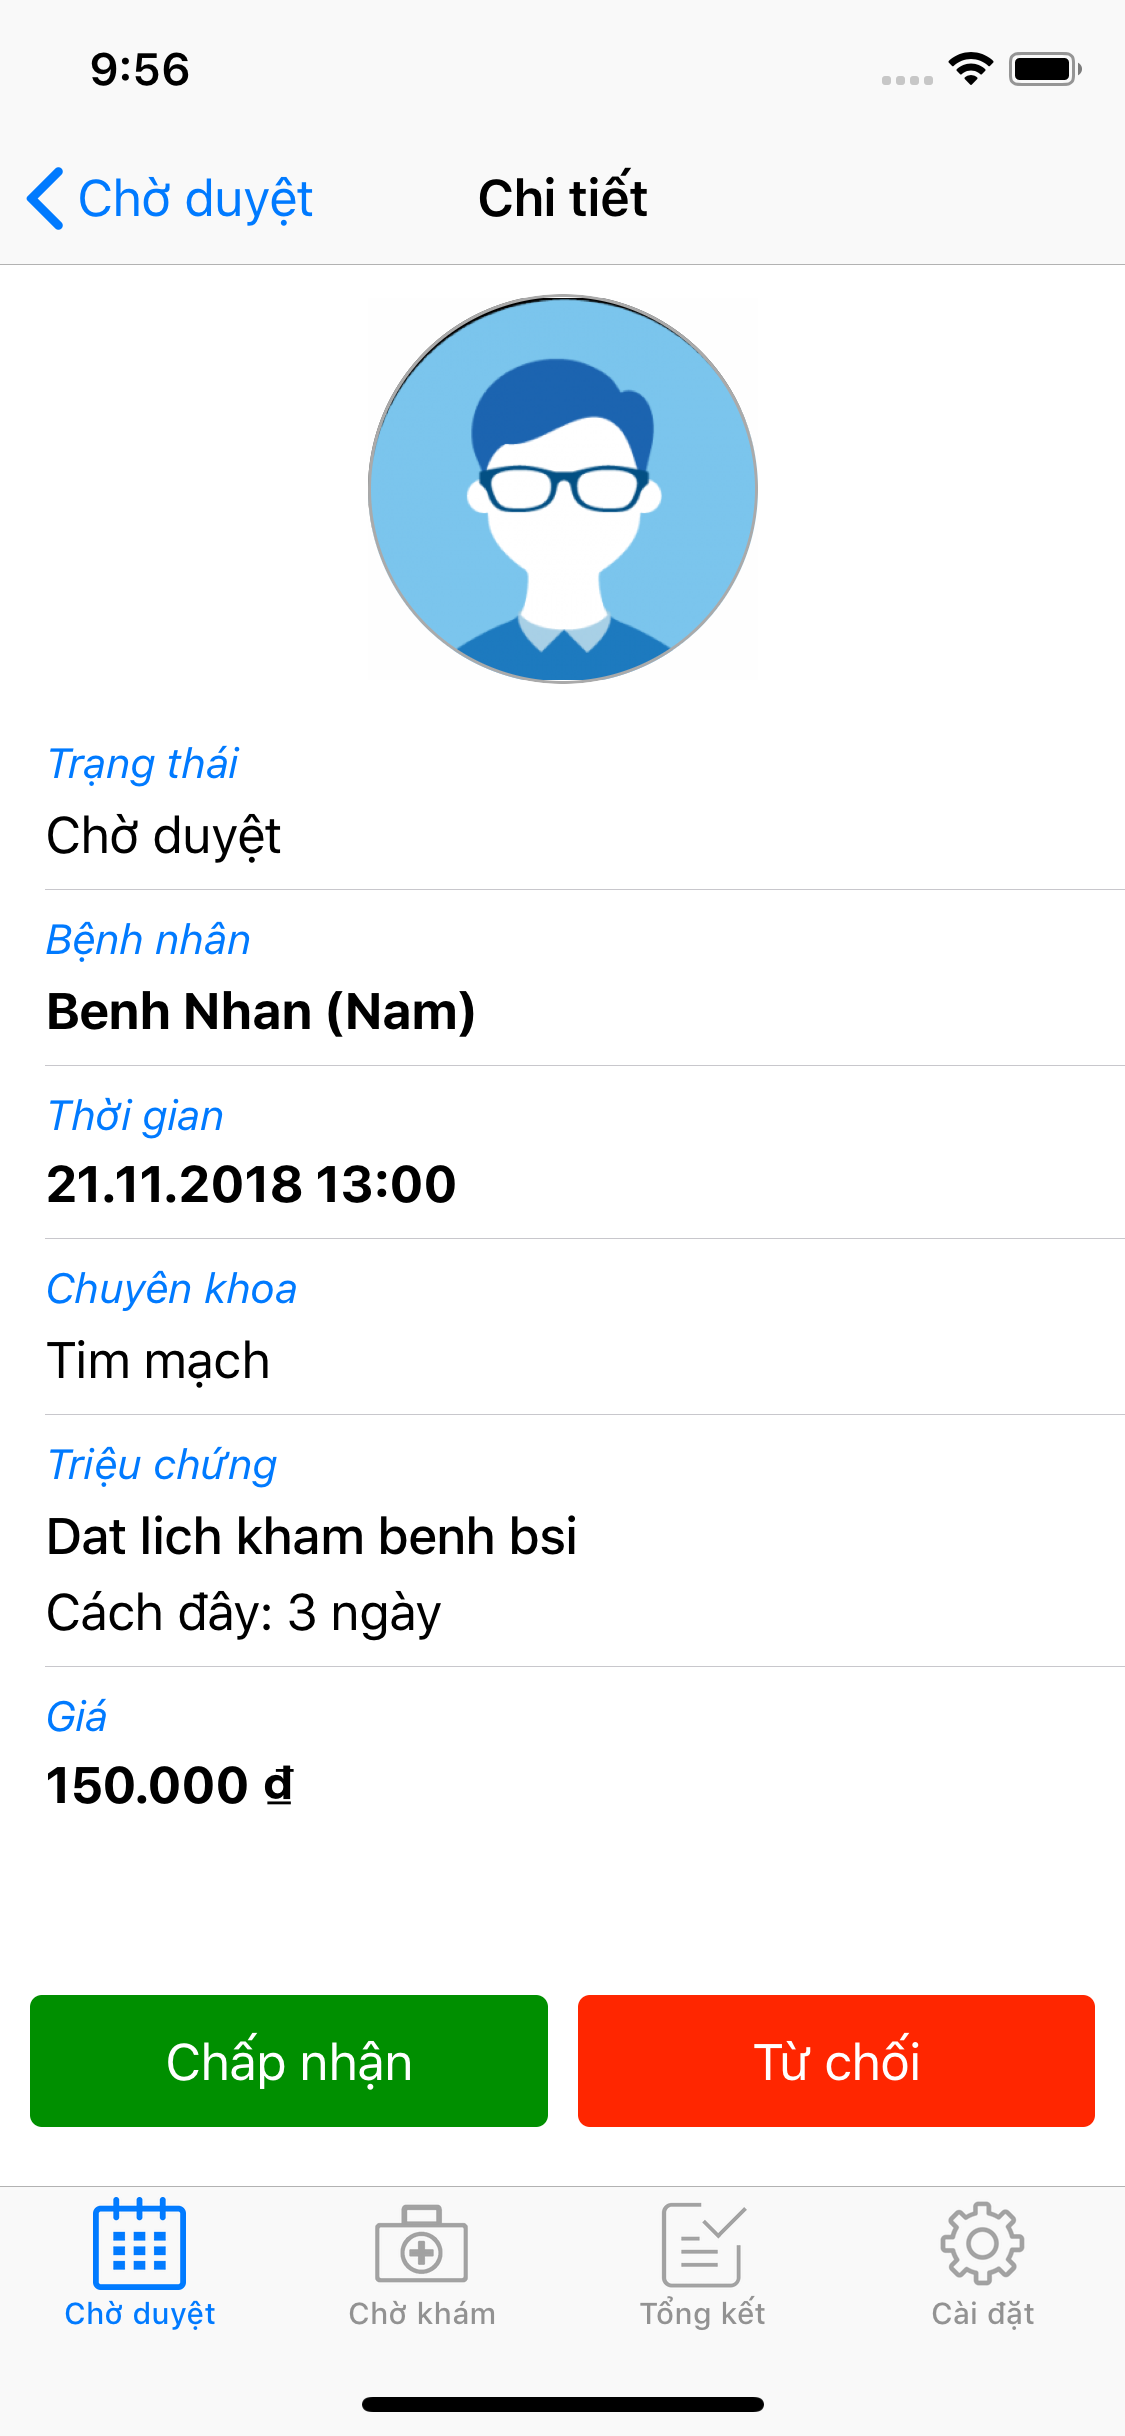 9:56
Chờ duyệt
Chi tiết
Trạng thái
Chờ duyệt
Bệnh nhân
Benh Nhan (Nam)
Thời gian
21.11.2018 13:00
Chuyên khoa
Tim mạch
Triệu chứng
Dat lich kham benh bsi
Cách đây: 3 ngày
Giá
150.000 ₫
Chấp nhận
Từ chối
Chờ duyệt
Chờ khám
Tổng kết
Cài đặt